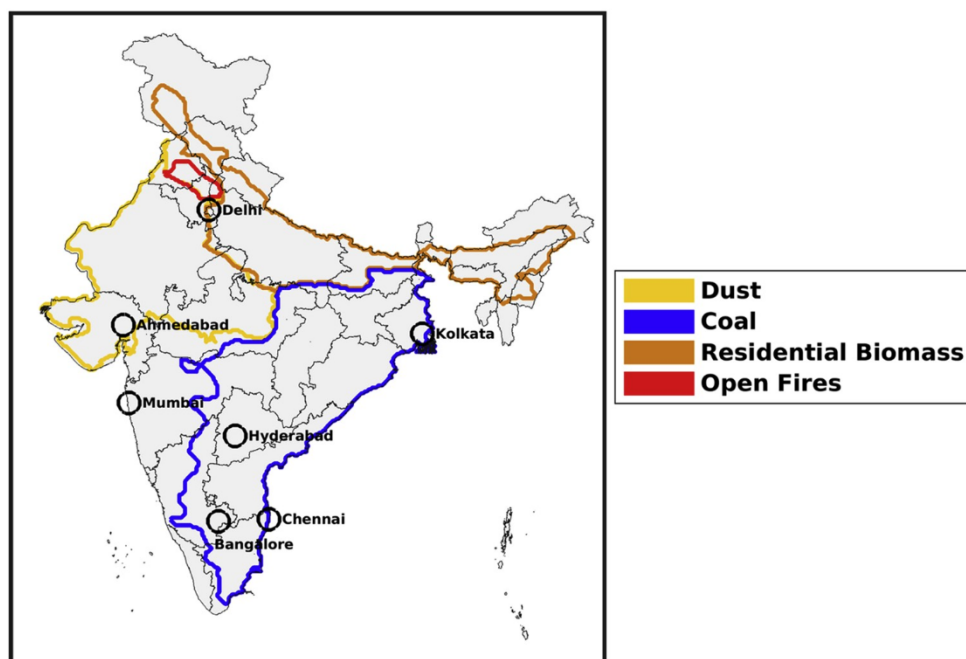 Delhi
Ahmedabad
Kolkata
Mumbai
Hyderabad
Chennai
Bangalore
Dust
Coal
Residential Biomass
Open Fires